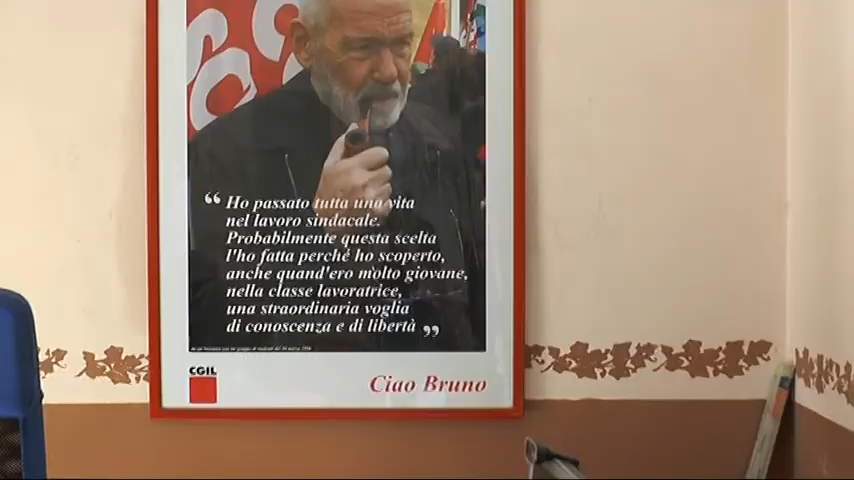 “ Ho passato tutta una vita
nel lavoro sindacale.
Probabilmente questa scelta
l'ho fatta perché ho scoperto,
anche quand'ero molto giovane,
nella classe lavoratrice,
una straordinaria voglia
di conoscenza e di libertà ”
CGIL
Ciao Bruno